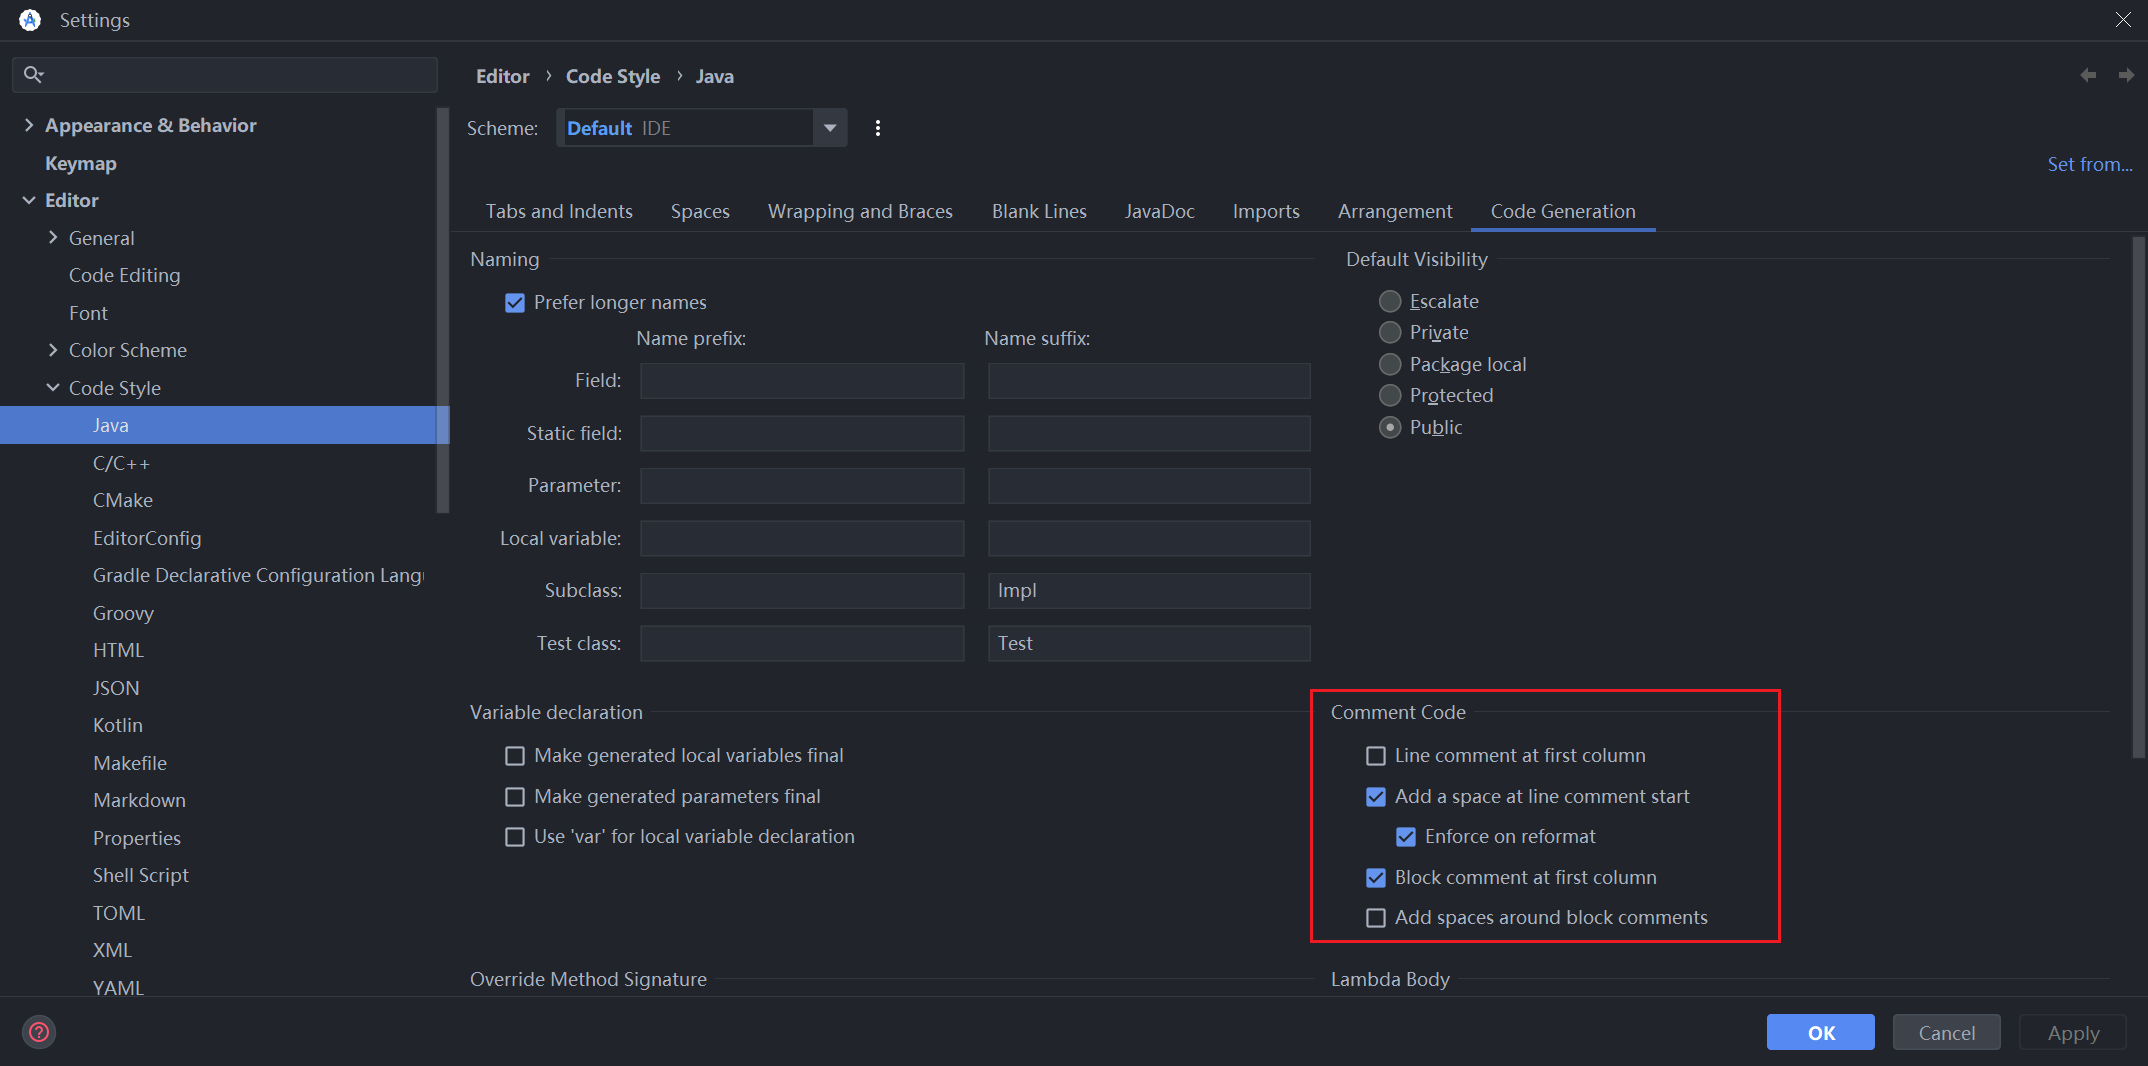 Settings
Appearance & Behavior
Keymap
Editor
General
Code Editing
Font
Color Scheme
Code Style
Java
C/C++
CMake
EditorConfig
Gradle Declarative Configuration Langu
Groovy
HTML
JSON
Kotlin
Makefile
Markdown
Properties
Shell Script
TOML
XML
YAML
Editor › Code Style › Java
Scheme: Default IDE
Set from...
Tabs and Indents Spaces Wrapping and Braces Blank Lines JavaDoc Imports Arrangement Code Generation
Naming
Prefer longer names
Name prefix: Name suffix:
Field:
Static field:
Parameter:
Local variable:
Subclass: Impl
Test class: Test
Default Visibility
Escalate
Private
Package local
Protected
Public
Variable declaration
Make generated local variables final
Make generated parameters final
Use 'var' for local variable declaration
Comment Code
Line comment at first column
Add a space at line comment start
Enforce on reformat
Block comment at first column
Add spaces around block comments
Override Method Signature
Lambda Body
?
OK Cancel Apply